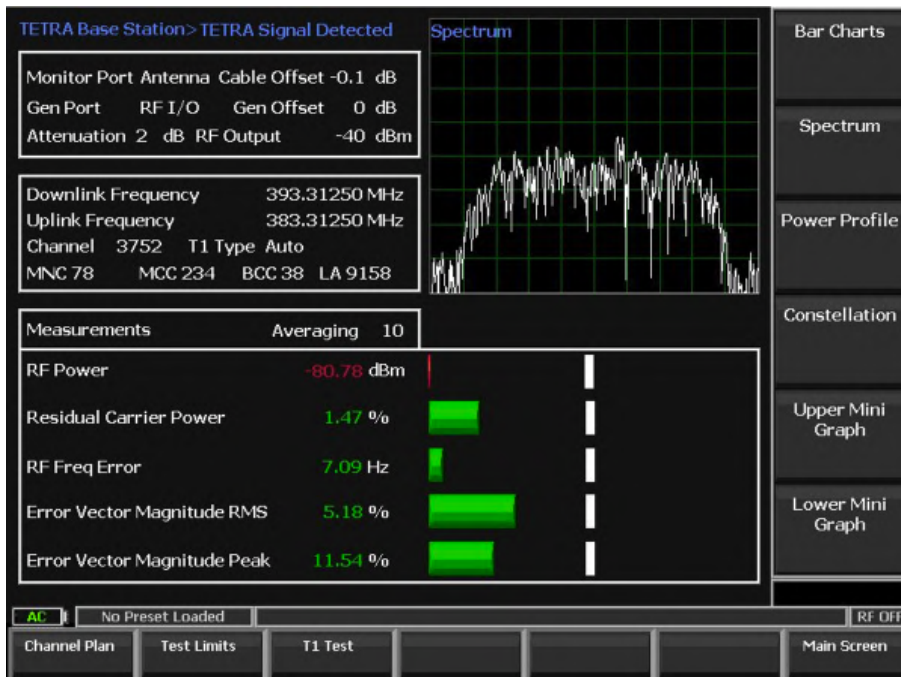 TETRA Base Station>TETRA Signal Detected
Monitor Port Antenna Cable Offset -0.1 dB
Gen Port RF I/O Gen Offset 0 dB
Attenuation 2 dB RF Output -40 dBm
Downlink Frequency 393.31250 MHz
Uplink Frequency 383.31250 MHz
Channel 3752 T1 Type Auto
MNC 78 MCC 234 BCC 38 LA 9158
Spectrum
Measurements Averaging 10
RF Power -80.78 dBm
Residual Carrier Power 1.47 %
RF Freq Error 7.09 Hz
Error Vector Magnitude RMS 5.18 %
Error Vector Magnitude Peak 11.54 %
Bar Charts
Spectrum
Power Profile
Constellation
Upper Mini
Graph
Lower Mini
Graph
AC No Preset Loaded RF OFF
Channel Plan Test Limits T1 Test Main Screen